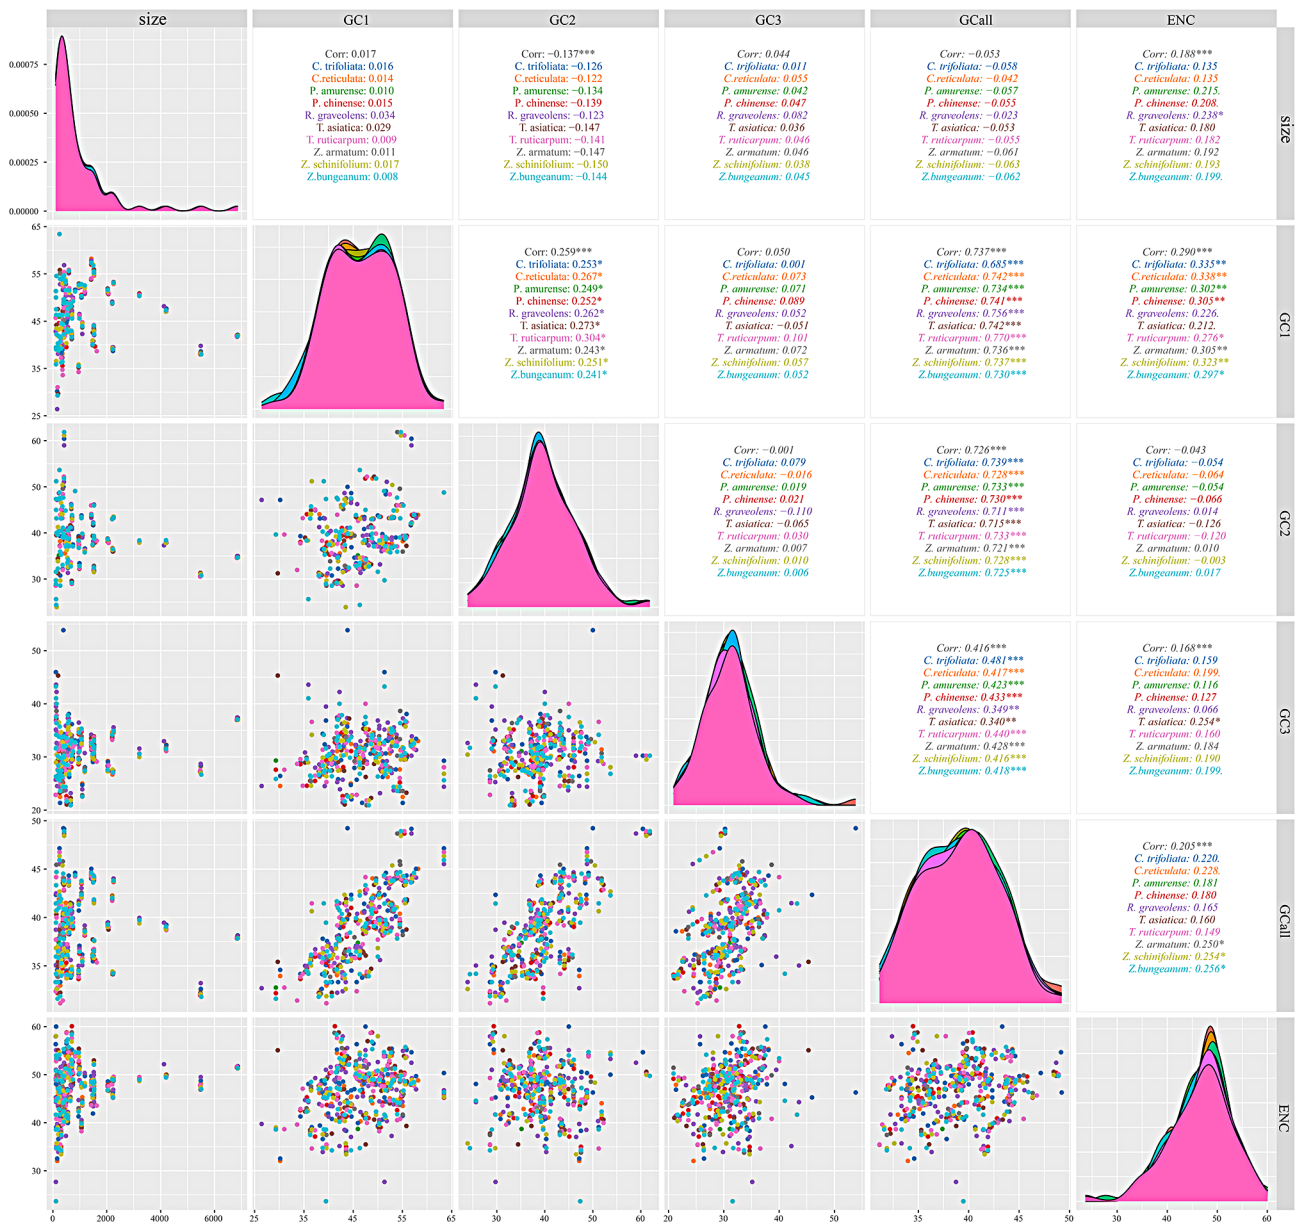 size GC1 GC2 GC3 GCall ENC
0.00075
0.00050
0.00025
0.00000
Corr: 0.017
C. trifoliata: 0.016
C.reticulata: 0.014
P. amurense: 0.010
P. chinense: 0.015
R. graveolens: 0.034
T. asiatica: 0.029
T. ruticarpum: 0.009
Z. armatum: 0.011
Z. schinifolium: 0.017
Z.bungeanum: 0.008
Corr: −0.137***
C. trifoliata: −0.126
C.reticulata: −0.122
P. amurense: −0.134
P. chinense: −0.139
R. graveolens: −0.123
T. asiatica: −0.147
T. ruticarpum: −0.141
Z. armatum: −0.147
Z. schinifolium: −0.150
Z.bungeanum: −0.144
Corr: 0.044
C. trifoliata: 0.011
C.reticulata: 0.055
P. amurense: 0.042
P. chinense: 0.047
R. graveolens: 0.082
T. asiatica: 0.036
T. ruticarpum: 0.046
Z. armatum: 0.046
Z. schinifolium: 0.038
Z.bungeanum: 0.045
Corr: −0.053
C. trifoliata: −0.058
C.reticulata: −0.042
P. amurense: −0.057
P. chinense: −0.055
R. graveolens: −0.023
T. asiatica: −0.053
T. ruticarpum: −0.055
Z. armatum: −0.061
Z. schinifolium: −0.063
Z.bungeanum: −0.062
Corr: 0.188***
C. trifoliata: 0.135
C.reticulata: 0.135
P. amurense: 0.215.
P. chinense: 0.208.
R. graveolens: 0.238*
T. asiatica: 0.180
T. ruticarpum: 0.182
Z. armatum: 0.192
Z. schinifolium: 0.193
Z.bungeanum: 0.199.
size
65
55
45
35
25
Corr: 0.259***
C. trifoliata: 0.253*
C.reticulata: 0.267*
P. amurense: 0.249*
P. chinense: 0.252*
R. graveolens: 0.262*
T. asiatica: 0.273*
T. ruticarpum: 0.304*
Z. armatum: 0.243*
Z. schinifolium: 0.251*
Z.bungeanum: 0.241*
Corr: 0.050
C. trifoliata: 0.001
C.reticulata: 0.073
P. amurense: 0.071
P. chinense: 0.089
R. graveolens: 0.052
T. asiatica: −0.051
T. ruticarpum: 0.101
Z. armatum: 0.072
Z. schinifolium: 0.057
Z.bungeanum: 0.052
Corr: 0.737***
C. trifoliata: 0.685***
C.reticulata: 0.742***
P. amurense: 0.734***
P. chinense: 0.741***
R. graveolens: 0.756***
T. asiatica: 0.742***
T. ruticarpum: 0.770***
Z. armatum: 0.736***
Z. schinifolium: 0.737***
Z.bungeanum: 0.730***
Corr: 0.290***
C. trifoliata: 0.335**
C.reticulata: 0.338**
P. amurense: 0.302**
P. chinense: 0.305**
R. graveolens: 0.226.
T. asiatica: 0.212.
T. ruticarpum: 0.276*
Z. armatum: 0.305**
Z. schinifolium: 0.323**
Z.bungeanum: 0.297*
GC1
60
50
40
30
Corr: −0.001
C. trifoliata: 0.079
C.reticulata: −0.016
P. amurense: 0.019
P. chinense: 0.021
R. graveolens: −0.110
T. asiatica: −0.065
T. ruticarpum: 0.030
Z. armatum: 0.007
Z. schinifolium: 0.010
Z.bungeanum: 0.006
Corr: 0.726***
C. trifoliata: 0.739***
C.reticulata: 0.728***
P. amurense: 0.733***
P. chinense: 0.730***
R. graveolens: 0.711***
T. asiatica: 0.715***
T. ruticarpum: 0.733***
Z. armatum: 0.721***
Z. schinifolium: 0.728***
Z.bungeanum: 0.725***
Corr: −0.043
C. trifoliata: −0.054
C.reticulata: −0.064
P. amurense: −0.054
P. chinense: −0.066
R. graveolens: 0.014
T. asiatica: −0.126
T. ruticarpum: −0.120
Z. armatum: 0.010
Z. schinifolium: −0.003
Z.bungeanum: 0.017
GC2
50
40
30
20
Corr: 0.416***
C. trifoliata: 0.481***
C.reticulata: 0.417***
P. amurense: 0.423***
P. chinense: 0.433***
R. graveolens: 0.349**
T. asiatica: 0.340**
T. ruticarpum: 0.440***
Z. armatum: 0.428***
Z. schinifolium: 0.416***
Z.bungeanum: 0.418***
Corr: 0.168***
C. trifoliata: 0.159
C.reticulata: 0.199.
P. amurense: 0.116
P. chinense: 0.127
R. graveolens: 0.066
T. asiatica: 0.254*
T. ruticarpum: 0.160
Z. armatum: 0.184
Z. schinifolium: 0.190
Z.bungeanum: 0.199.
GC3
50
45
40
35
Corr: 0.205***
C. trifoliata: 0.220.
C.reticulata: 0.228.
P. amurense: 0.181
P. chinense: 0.180
R. graveolens: 0.165
T. asiatica: 0.160
T. ruticarpum: 0.149
Z. armatum: 0.250*
Z. schinifolium: 0.254*
Z.bungeanum: 0.256*
GCall
60
50
40
30
ENC
0 2000 4000 6000 25 35 45 55 65 30 40 50 60 20 30 40 50 35 40 45 50 30 40 50 60